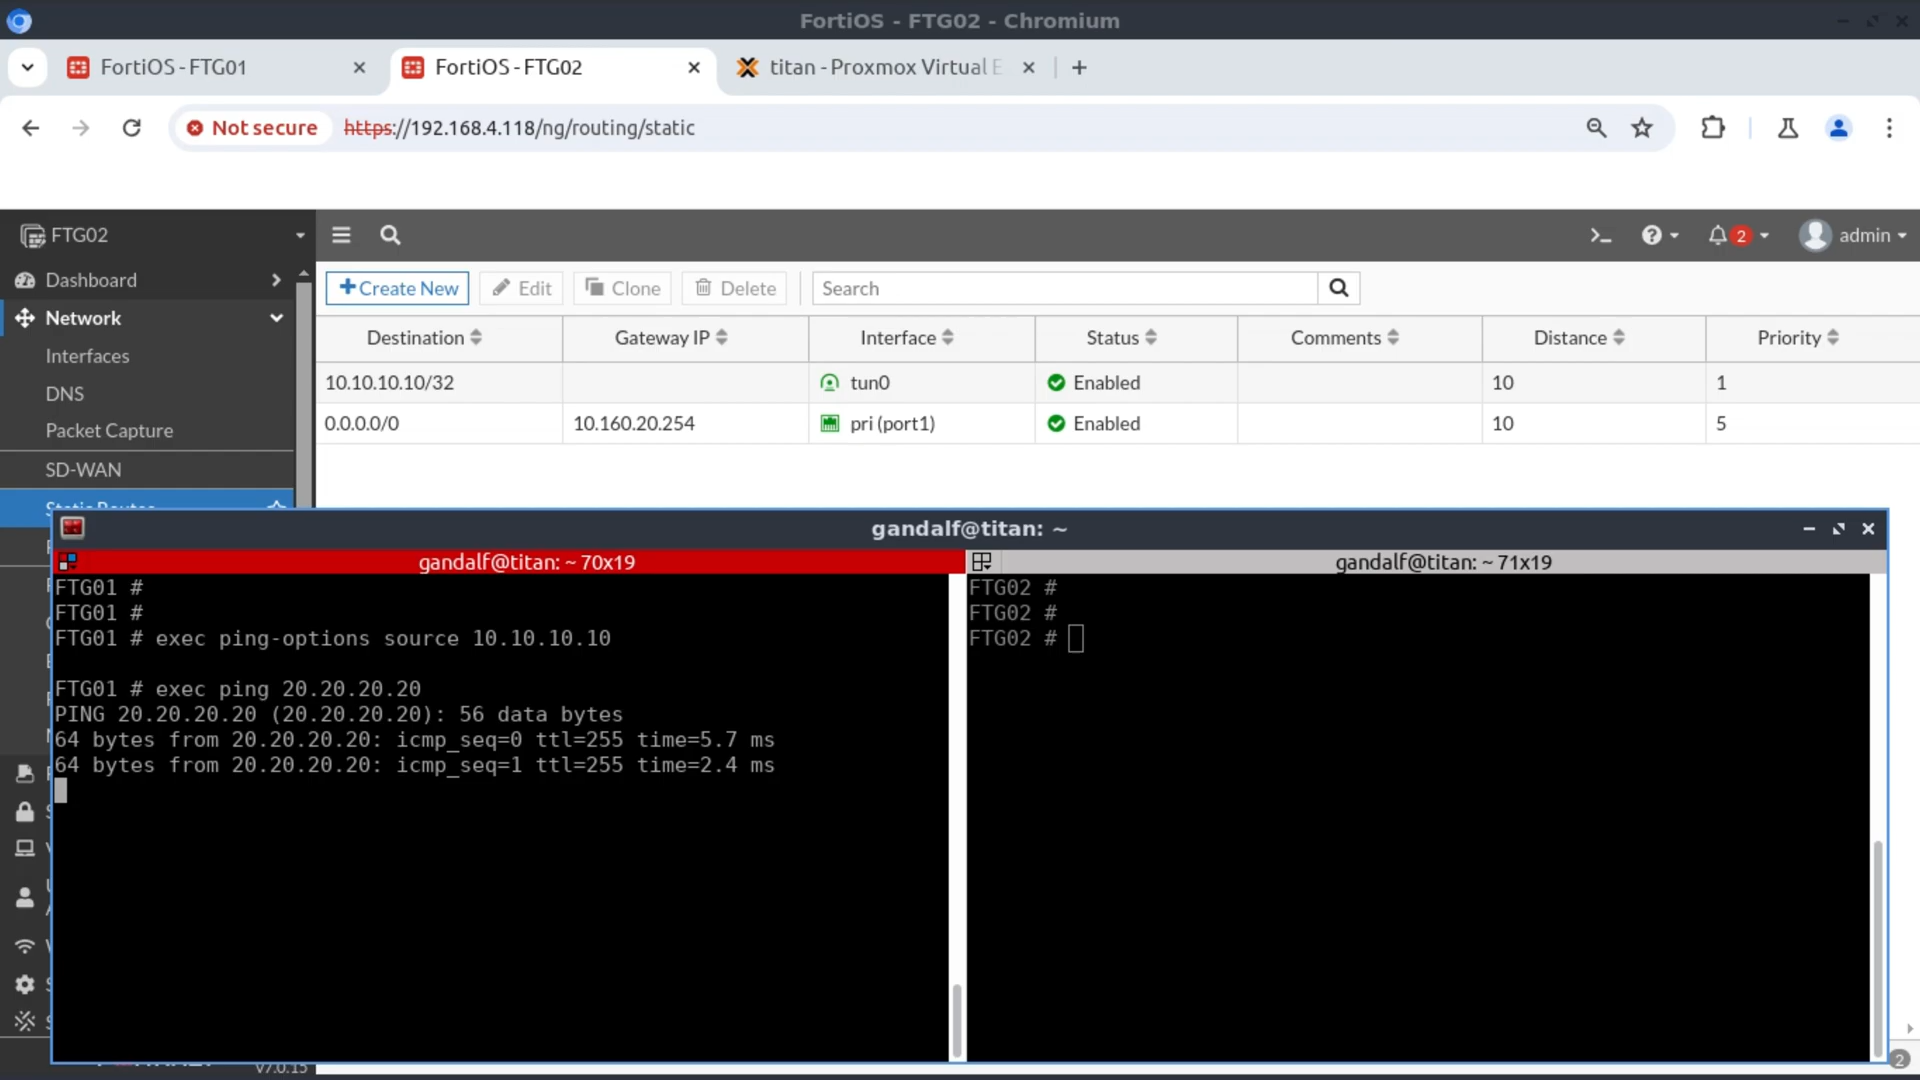 FortiOS - FTG02 - Chromium
FortiOS - FTG01
FortiOS - FTG02
titan - Proxmox Virtual E
Not secure
https://192.168.4.118/ng/routing/static
FTG02
2
admin
Dashboard
Create New
Edit
Clone
Delete
Search
Network
Destination
Gateway IP
Interface
Status
Comments
Distance
Priority
Interfaces
10.10.10.10/32
tun0
Enabled
10
1
DNS
0.0.0.0/0
10.160.20.254
pri (port1)
Enabled
10
5
Packet Capture
SD-WAN
Static Routes
gandalf@titan: ~
gandalf@titan: ~ 70x19
gandalf@titan: ~ 71x19
FTG01 #
FTG01 #
FTG01 # exec ping-options source 10.10.10.10
FTG01 # exec ping 20.20.20.20
PING 20.20.20.20 (20.20.20.20): 56 data bytes
64 bytes from 20.20.20.20: icmp_seq=0 ttl=255 time=5.7 ms
64 bytes from 20.20.20.20: icmp_seq=1 ttl=255 time=2.4 ms
FTG02 #
FTG02 #
FTG02 #
v7.0.15
2